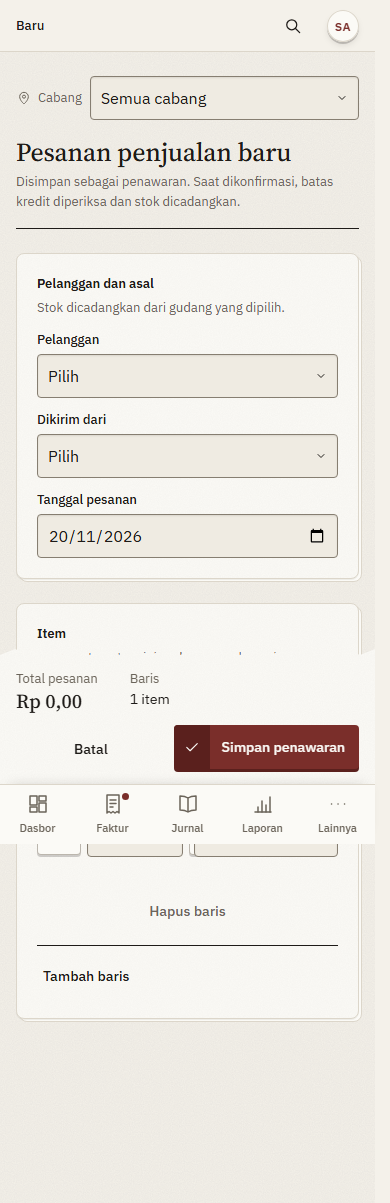 Baru
SA
Cabang
Semua cabang
Pesanan penjualan baru
Disimpan sebagai penawaran. Saat dikonfirmasi, batas
kredit diperiksa dan stok dicadangkan.
Pelanggan dan asal
Stok dicadangkan dari gudang yang dipilih.
Pelanggan
Pilih
Dikirim dari
Pilih
Tanggal pesanan
20/11/2026
Item
Total pesanan
Baris
Rp 0,00
1 item
Batal
Simpan penawaran
Dasbor
Faktur
Jurnal
Laporan
Lainnya
Hapus baris
Tambah baris